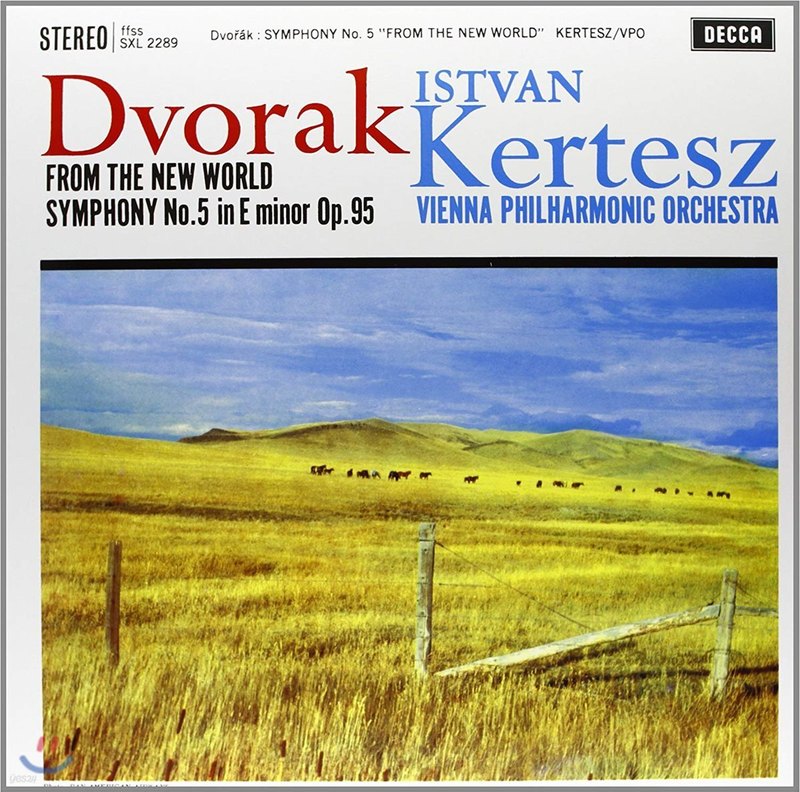 STEREO
ffss
SXL 2289
Dvořák : SYMPHONY No. 5 "FROM THE NEW WORLD" KERTESZ/VPO
DECCA
Dvorak
FROM THE NEW WORLD
SYMPHONY No.5 in E minor Op.95
ISTVAN
Kertesz
VIENNA PHILHARMONIC ORCHESTRA
yes24